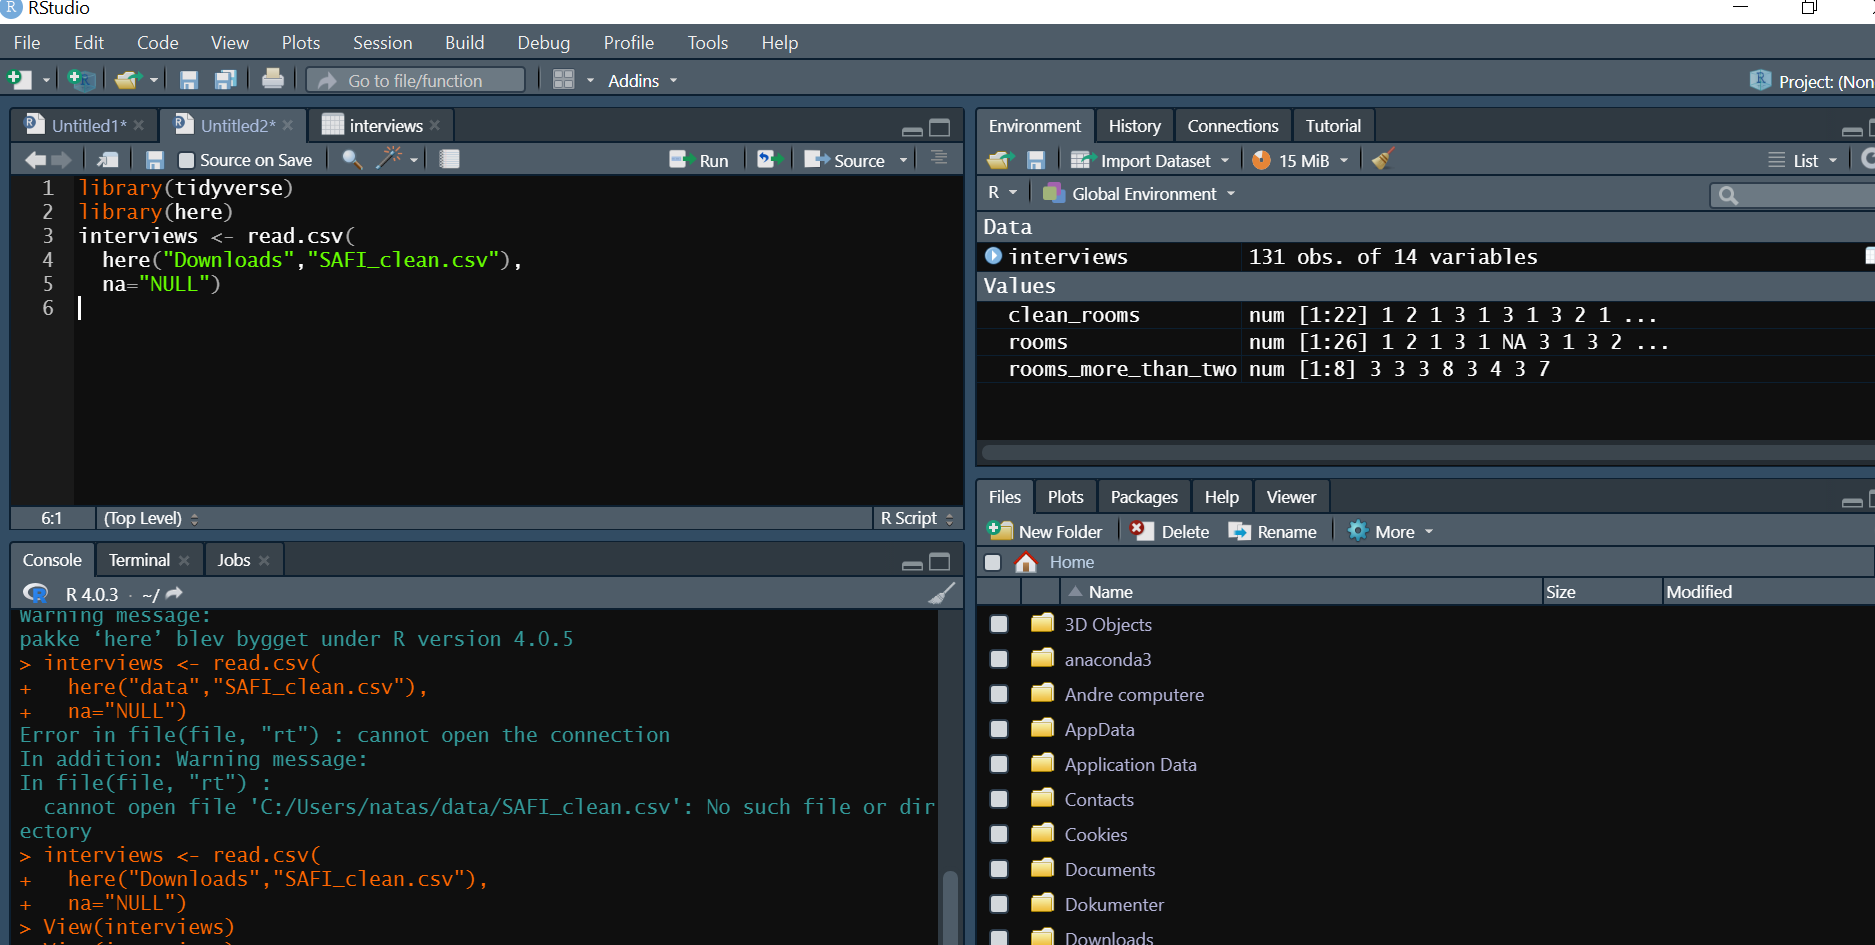 RStudio
File Edit Code View Plots Session Build Debug Profile Tools Help
Go to file/function Addins Project: (Non
Untitled1* Untitled2* interviews
Source on Save Run Source
1 library(tidyverse)
2 library(here)
3 interviews <- read.csv(
4 here("Downloads","SAFI_clean.csv"),
5 na="NULL")
6
6:1 (Top Level) R Script
Console Terminal Jobs
R 4.0.3 · ~/
Warning message:
pakke ‘here’ blev bygget under R version 4.0.5
> interviews <- read.csv(
+ here("data","SAFI_clean.csv"),
+ na="NULL")
Error in file(file, "rt") : cannot open the connection
In addition: Warning message:
In file(file, "rt") :
cannot open file 'C:/Users/natas/data/SAFI_clean.csv': No such file or dir
ectory
> interviews <- read.csv(
+ here("Downloads","SAFI_clean.csv"),
+ na="NULL")
> View(interviews)
Environment History Connections Tutorial
Import Dataset 15 MiB List
R Global Environment
Data
interviews 131 obs. of 14 variables
Values
clean_rooms num [1:22] 1 2 1 3 1 3 1 3 2 1 ...
rooms num [1:26] 1 2 1 3 1 NA 3 1 3 2 ...
rooms_more_than_two num [1:8] 3 3 3 8 3 4 3 7
Files Plots Packages Help Viewer
New Folder Delete Rename More
Home
Name Size Modified
3D Objects
anaconda3
Andre computere
AppData
Application Data
Contacts
Cookies
Documents
Dokumenter
Downloads